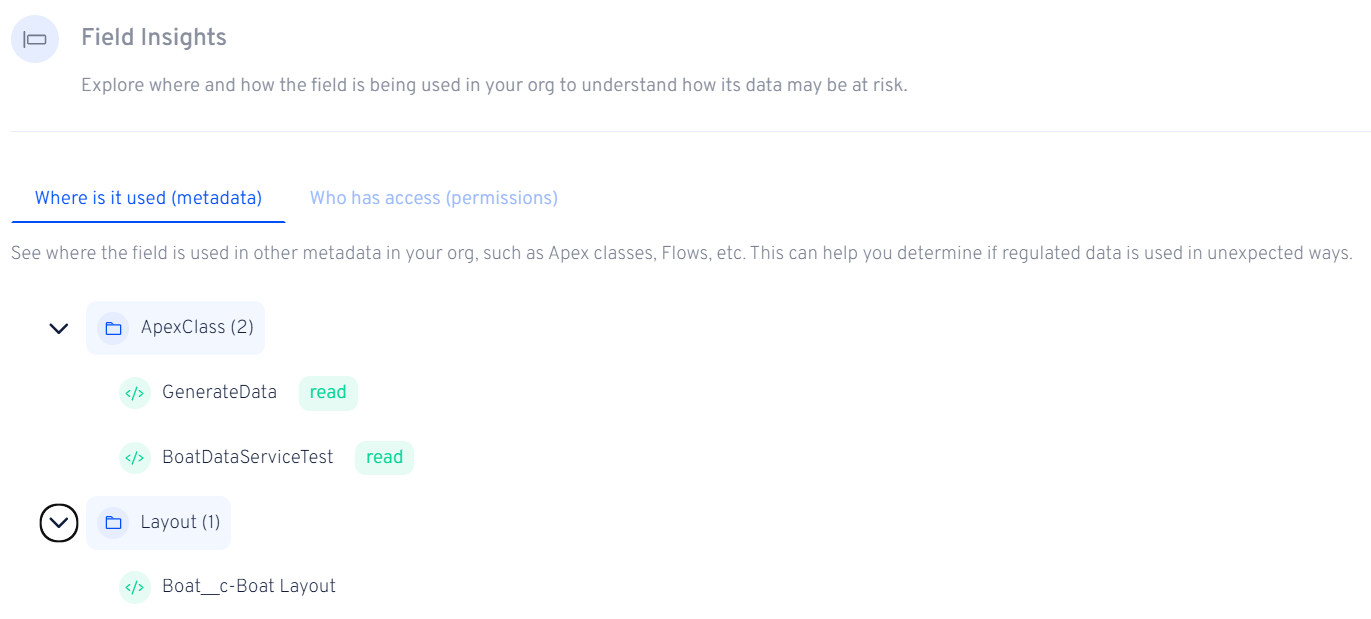 Field Insights
Explore where and how the field is being used in your org to understand how its data may be at risk.
Where is it used (metadata) Who has access (permissions)
See where the field is used in other metadata in your org, such as Apex classes, Flows, etc. This can help you determine if regulated data is used in unexpected ways.
ApexClass (2)
</> GenerateData read
</> BoatDataServiceTest read
Layout (1)
</> Boat__c-Boat Layout